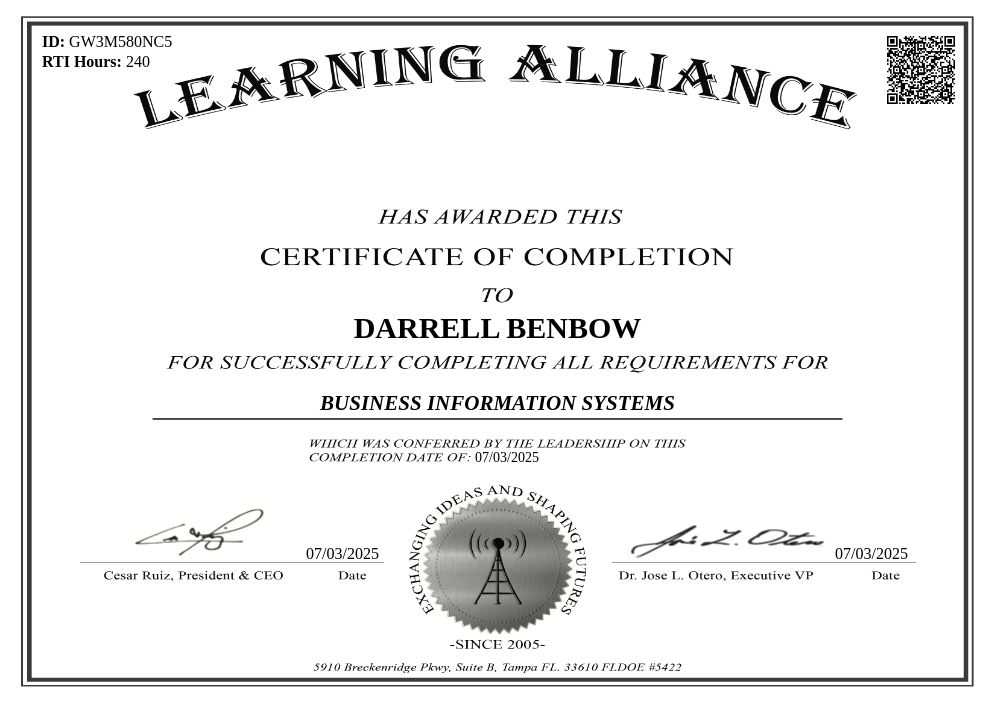 ID: GW3M580NC5
RTI Hours: 240
LEARNING ALLIANCE
HAS AWARDED THIS
CERTIFICATE OF COMPLETION
TO
DARRELL BENBOW
FOR SUCCESSFULLY COMPLETING ALL REQUIREMENTS FOR
BUSINESS INFORMATION SYSTEMS
WHICH WAS CONFERRED BY THE LEADERSHIP ON THIS
COMPLETION DATE OF: 07/03/2025
EXCHANGING IDEAS AND SHAPING FUTURES
07/03/2025
Cesar Ruiz, President & CEO Date
Jose L. Otero 07/03/2025
Dr. Jose L. Otero, Executive VP Date
-SINCE 2005-
5910 Breckenridge Pkwy, Suite B, Tampa FL. 33610 FLDOE #5422